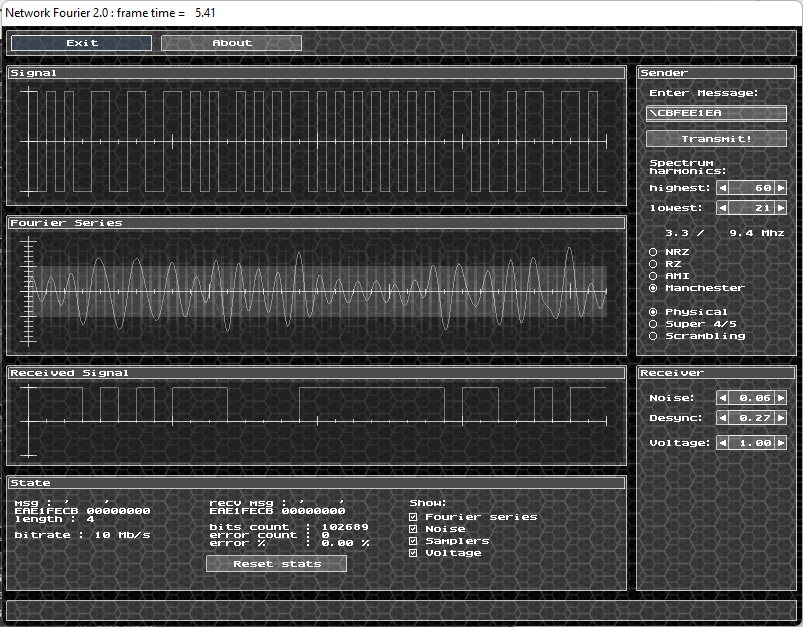 Network Fourier 2.0 : frame time =   5.41
Exit
About
Signal
Sender
Enter Message:
\CBFEE1EA
Transmit!
Spectrum
harmonics:
highest: 60
lowest: 21
3.3 /   9.4 Mhz
NRZ
RZ
AMI
Manchester
Physical
Super 4/5
Scrambling
Fourier Series
Received Signal
Receiver
Noise: 0.06
Desync: 0.27
Voltage: 1.00
State
msg : '    '
EAE1FECB 00000000
length : 4
bitrate : 10 Mb/s
recv msg : '    '
EAE1FECB 00000000
bits count  : 102689
error count : 0
error %     : 0.00 %
Reset stats
Show:
Fourier series
Noise
Samplers
Voltage